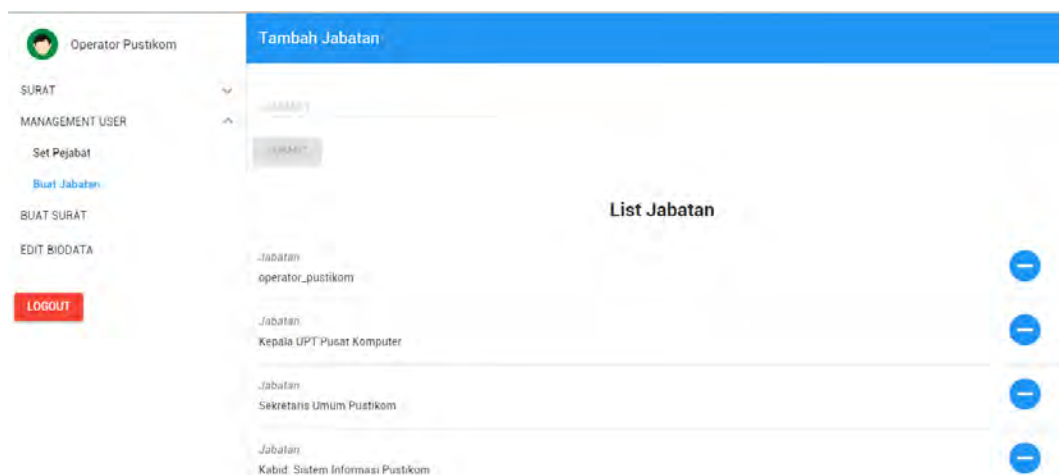 Operator Pustikom
SURAT
MANAGEMENT USER
Set Pejabat
Buat Jabatan
BUAT SURAT
EDIT BIODATA
LOGOUT
Tambah Jabatan
SUBMIT
List Jabatan
Jabatan
operator_pustikom
Jabatan
Kepala UPT Pusat Komputer
Jabatan
Sekretaris Umum Pustikom
Jabatan
Kabid. Sistem Informasi Pustikom